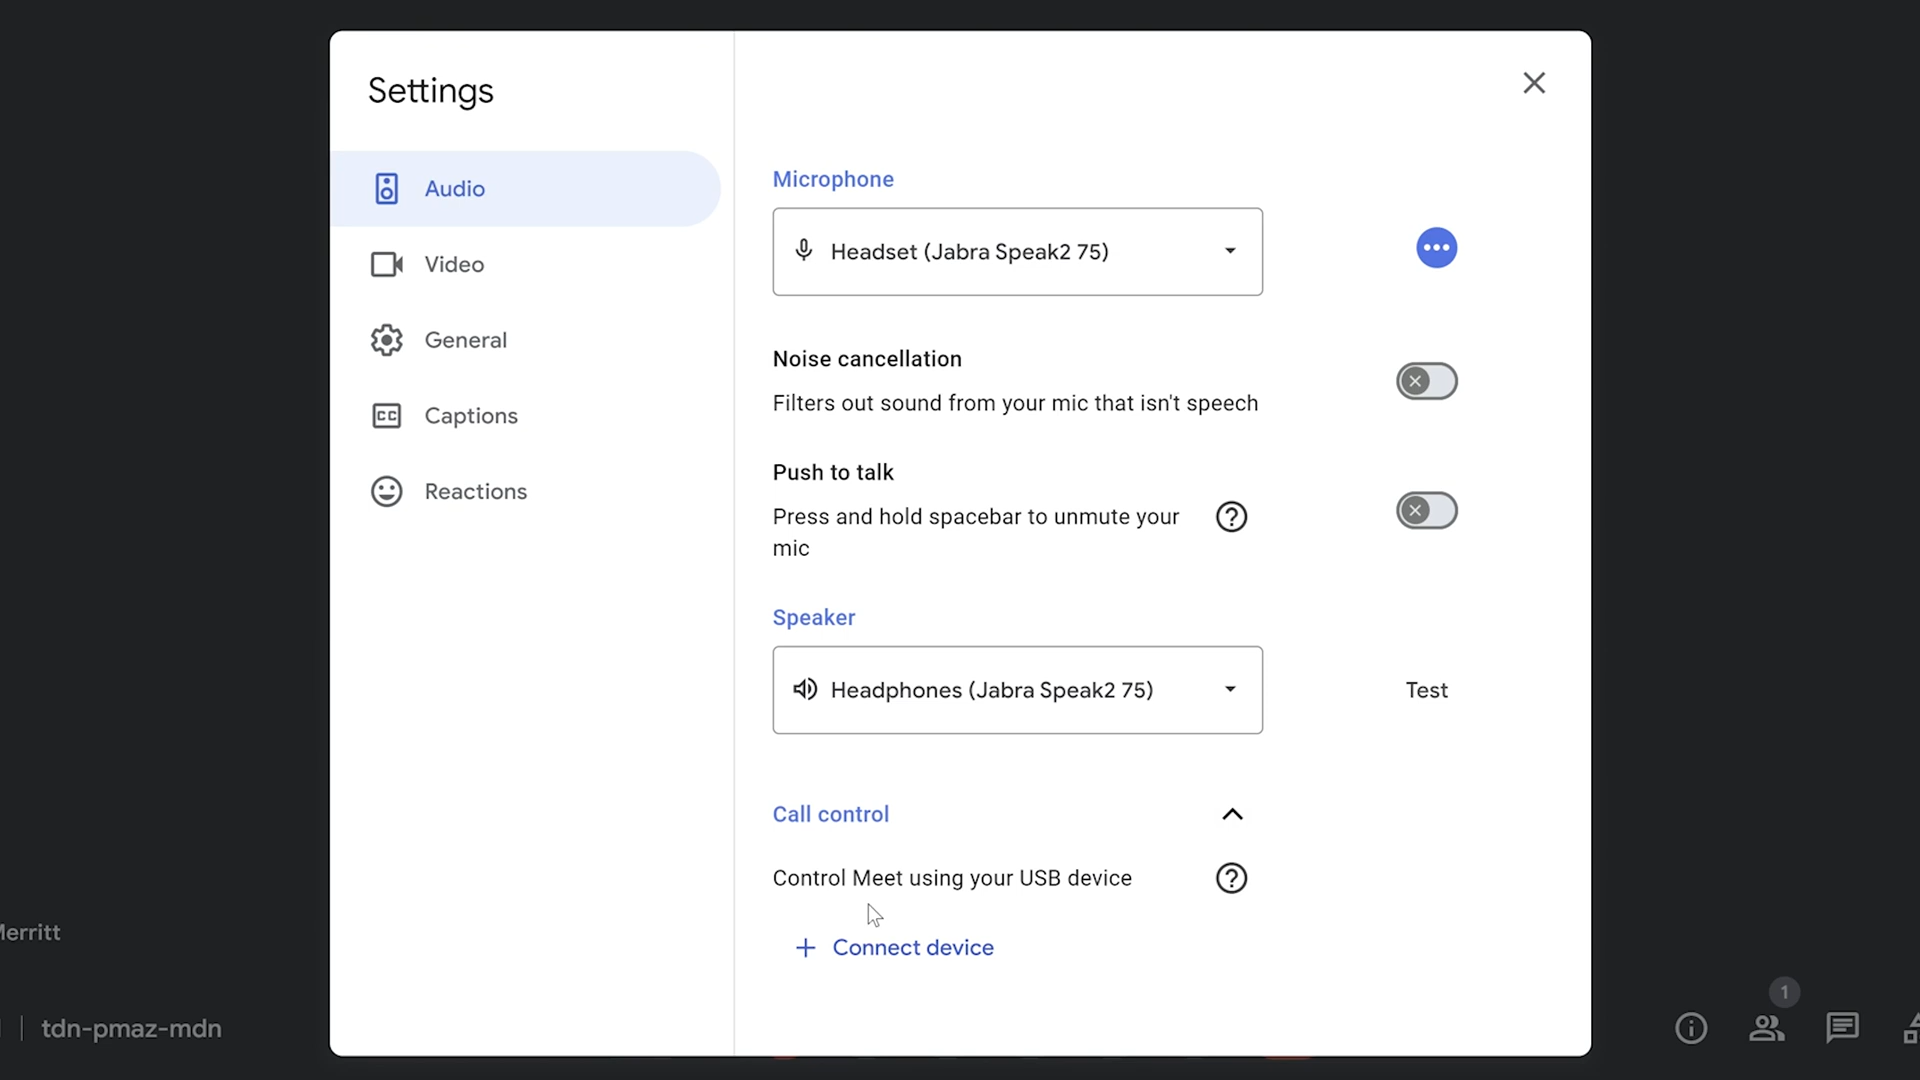 Settings
Audio
Video
General
Captions
Reactions
Microphone
Headset (Jabra Speak2 75)
Noise cancellation
Filters out sound from your mic that isn't speech
Push to talk
Press and hold spacebar to unmute your
mic
Speaker
Headphones (Jabra Speak2 75)
Test
Call control
Control Meet using your USB device
Connect device
Merritt
tdn-pmaz-mdn
1